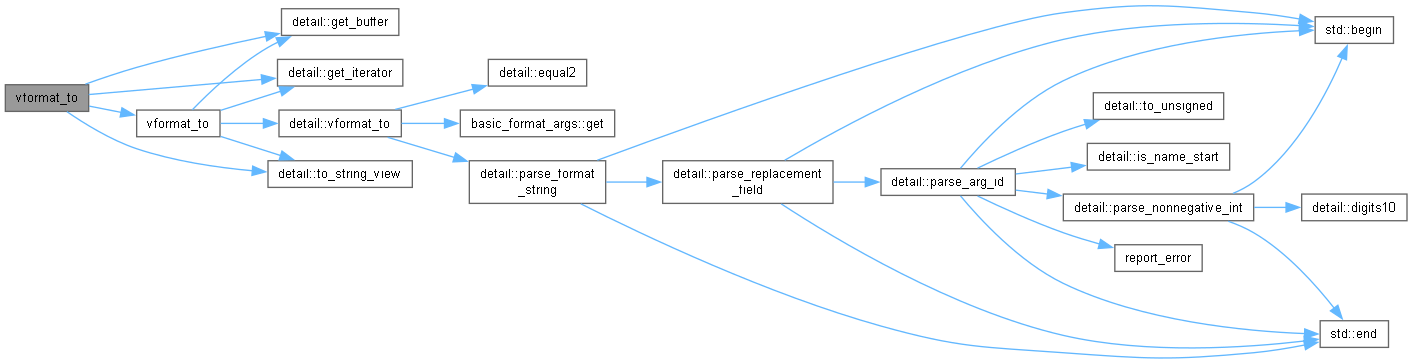 vformat_to
detail::get_buffer
detail::get_iterator
vformat_to
detail::to_string_view
detail::vformat_to
detail::equal2
basic_format_args::get
detail::parse_format
_string
detail::parse_replacement
_field
detail::parse_arg_id
std::begin
detail::to_unsigned
detail::is_name_start
detail::parse_nonnegative_int
detail::digits10
report_error
std::end